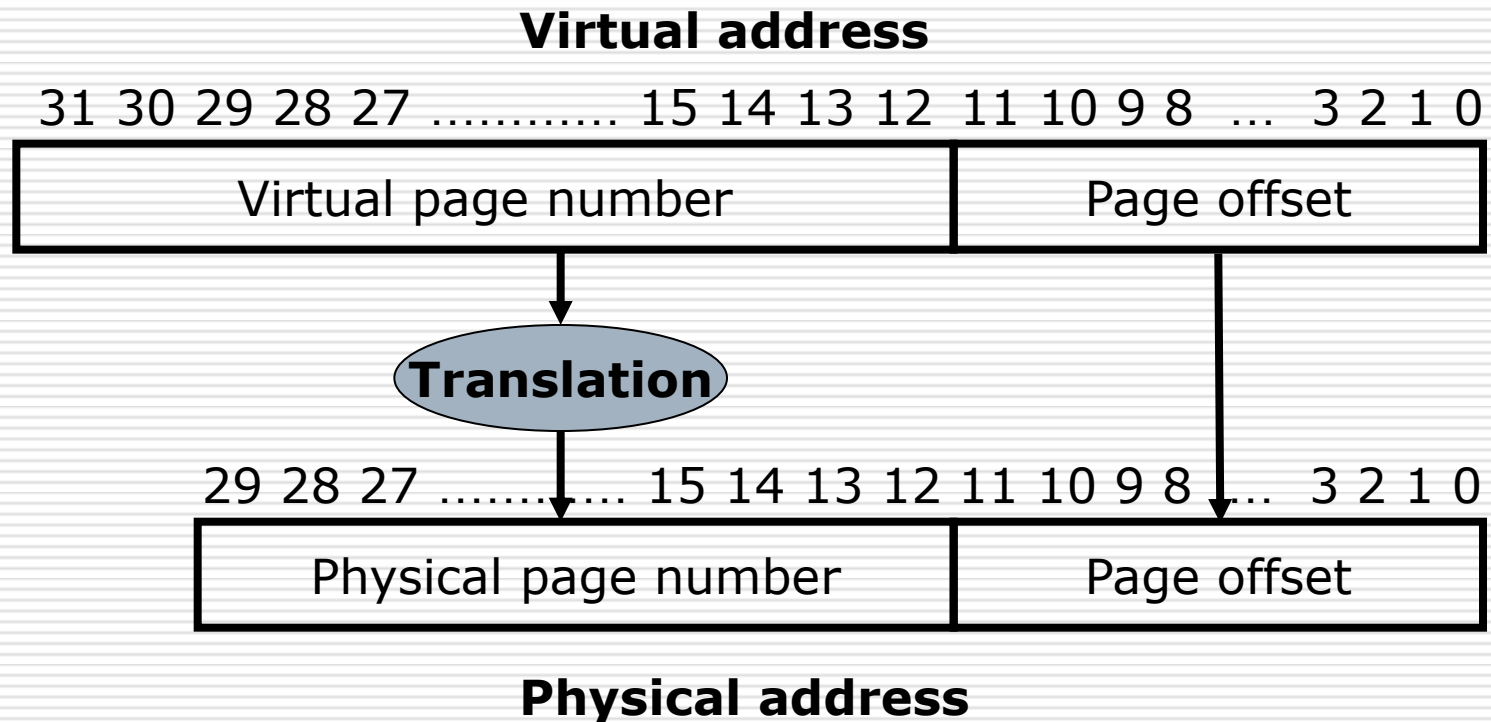 Virtual address
31 30 29 28 27 ............ 15 14 13 12 11 10 9 8 ... 3 2 1 0
Virtual page number Page offset
Translation
29 28 27 ............ 15 14 13 12 11 10 9 8 ... 3 2 1 0
Physical page number Page offset
Physical address